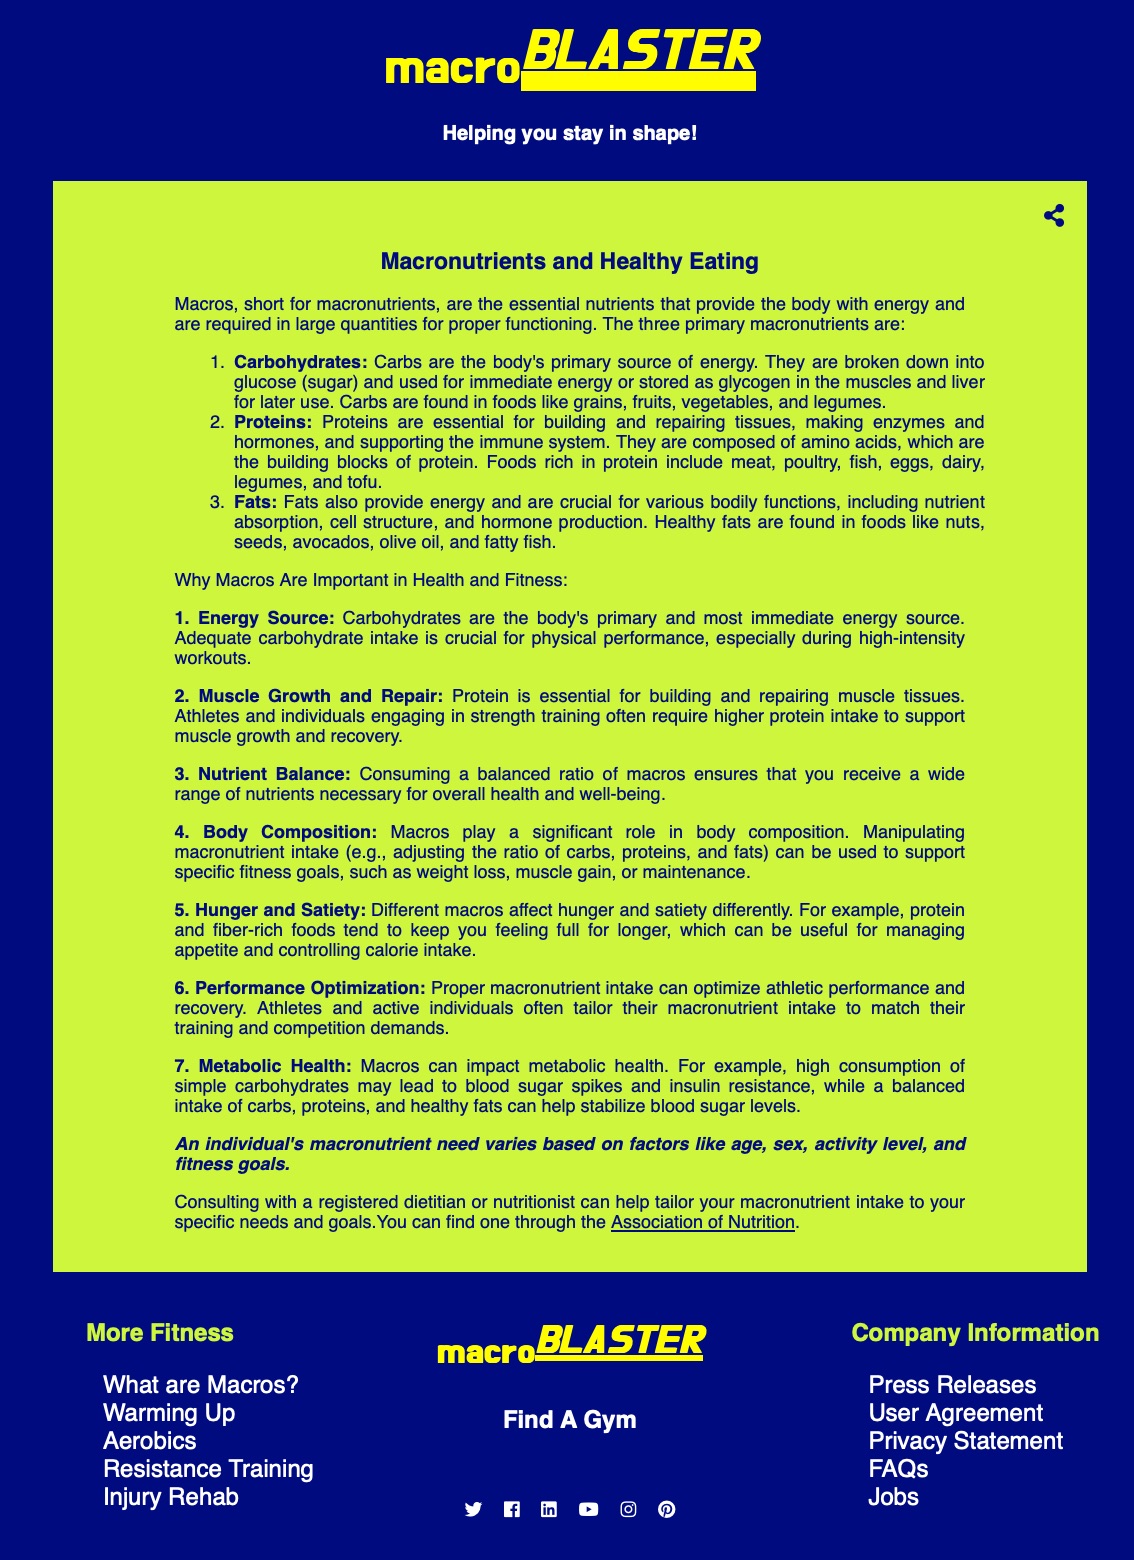 macroBLASTER
Helping you stay in shape!
Macronutrients and Healthy Eating
Macros, short for macronutrients, are the essential nutrients that provide the body with energy and
are required in large quantities for proper functioning. The three primary macronutrients are:
1. Carbohydrates: Carbs are the body's primary source of energy. They are broken down into
glucose (sugar) and used for immediate energy or stored as glycogen in the muscles and liver
for later use. Carbs are found in foods like grains, fruits, vegetables, and legumes.
2. Proteins: Proteins are essential for building and repairing tissues, making enzymes and
hormones, and supporting the immune system. They are composed of amino acids, which are
the building blocks of protein. Foods rich in protein include meat, poultry, fish, eggs, dairy,
legumes, and tofu.
3. Fats: Fats also provide energy and are crucial for various bodily functions, including nutrient
absorption, cell structure, and hormone production. Healthy fats are found in foods like nuts,
seeds, avocados, olive oil, and fatty fish.
Why Macros Are Important in Health and Fitness:
1. Energy Source: Carbohydrates are the body's primary and most immediate energy source.
Adequate carbohydrate intake is crucial for physical performance, especially during high-intensity
workouts.
2. Muscle Growth and Repair: Protein is essential for building and repairing muscle tissues.
Athletes and individuals engaging in strength training often require higher protein intake to support
muscle growth and recovery.
3. Nutrient Balance: Consuming a balanced ratio of macros ensures that you receive a wide
range of nutrients necessary for overall health and well-being.
4. Body Composition: Macros play a significant role in body composition. Manipulating
macronutrient intake (e.g., adjusting the ratio of carbs, proteins, and fats) can be used to support
specific fitness goals, such as weight loss, muscle gain, or maintenance.
5. Hunger and Satiety: Different macros affect hunger and satiety differently. For example, protein
and fiber-rich foods tend to keep you feeling full for longer, which can be useful for managing
appetite and controlling calorie intake.
6. Performance Optimization: Proper macronutrient intake can optimize athletic performance and
recovery. Athletes and active individuals often tailor their macronutrient intake to match their
training and competition demands.
7. Metabolic Health: Macros can impact metabolic health. For example, high consumption of
simple carbohydrates may lead to blood sugar spikes and insulin resistance, while a balanced
intake of carbs, proteins, and healthy fats can help stabilize blood sugar levels.
An individual's macronutrient need varies based on factors like age, sex, activity level, and
fitness goals.
Consulting with a registered dietitian or nutritionist can help tailor your macronutrient intake to your
specific needs and goals.You can find one through the Association of Nutrition.
More Fitness
What are Macros?
Warming Up
Aerobics
Resistance Training
Injury Rehab
macroBLASTER
Find A Gym
Company Information
Press Releases
User Agreement
Privacy Statement
FAQs
Jobs